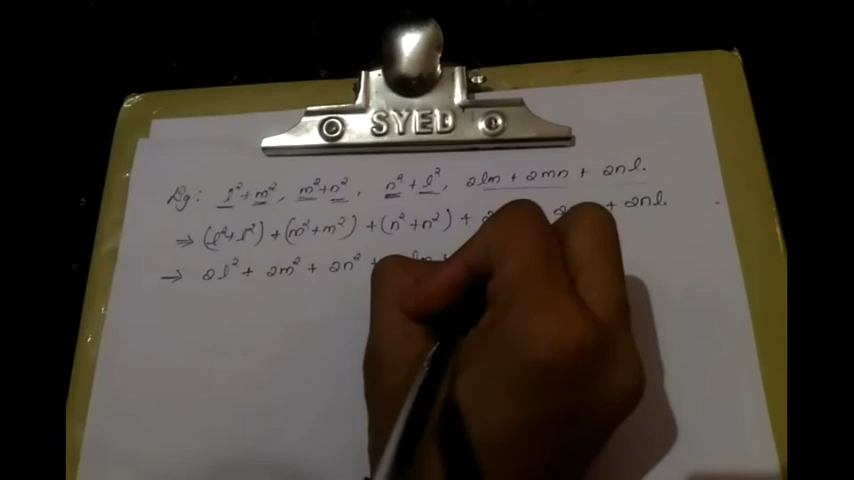 SYED
Eg: l² + m², m² + n², n² + l², 2lm + 2mn + 2nl.
⇒ (l² + l²) + (m² + m²) + (n² + n²) + + 2nl.
⇒ 2l² + 2m² + 2n² +